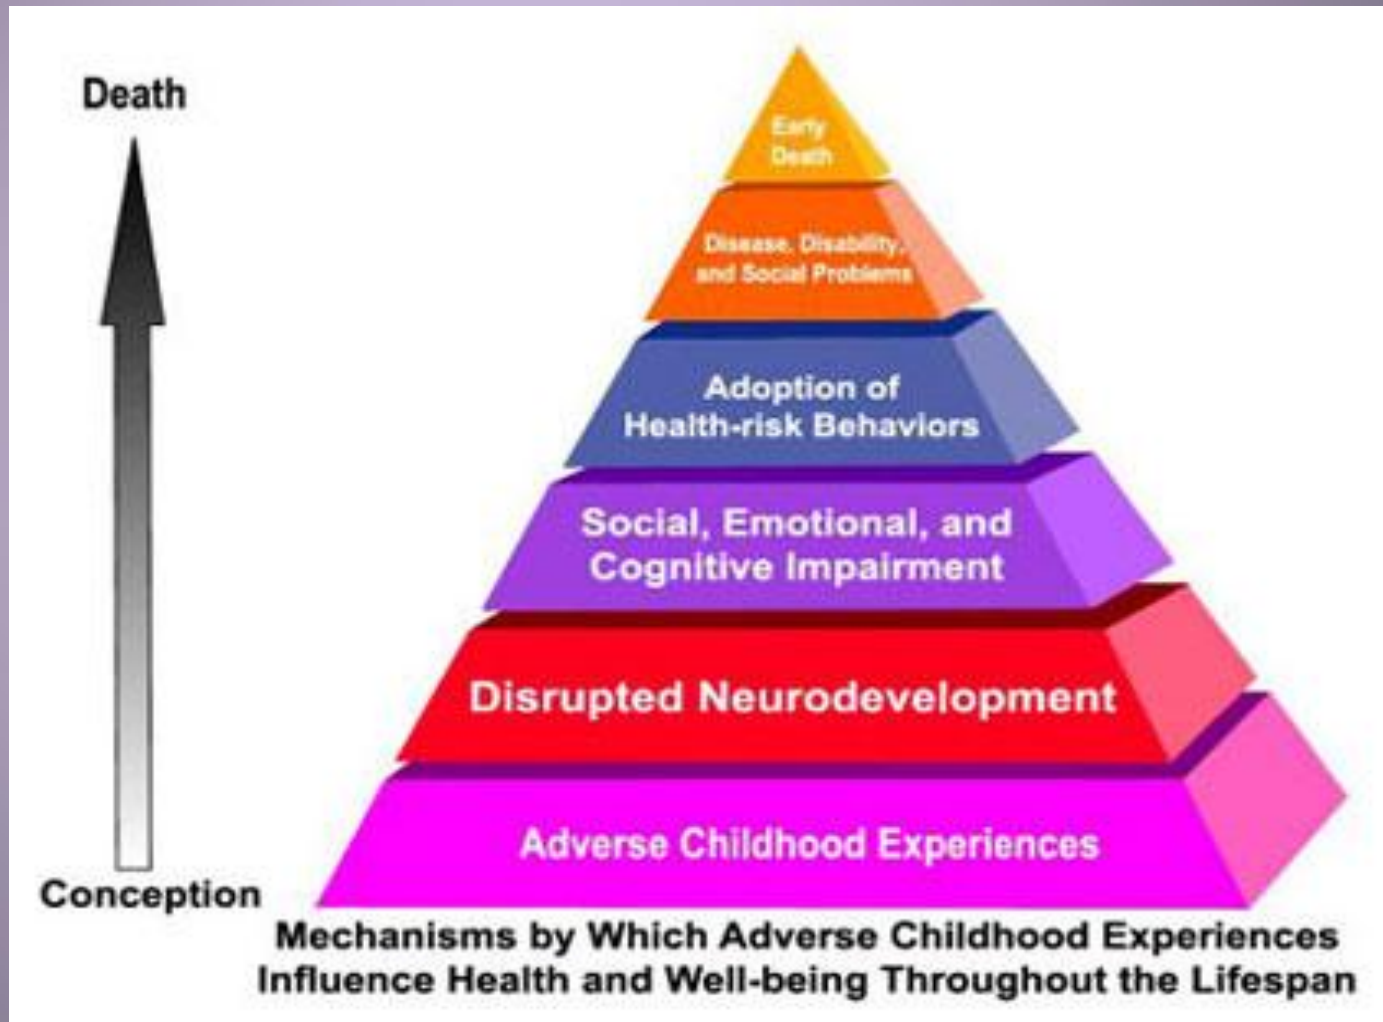 Death
Early
Death
Disease, Disability,
and Social Problems
Adoption of
Health-risk Behaviors
Social, Emotional, and
Cognitive Impairment
Disrupted Neurodevelopment
Adverse Childhood Experiences
Conception
Mechanisms by Which Adverse Childhood Experiences
Influence Health and Well-being Throughout the Lifespan